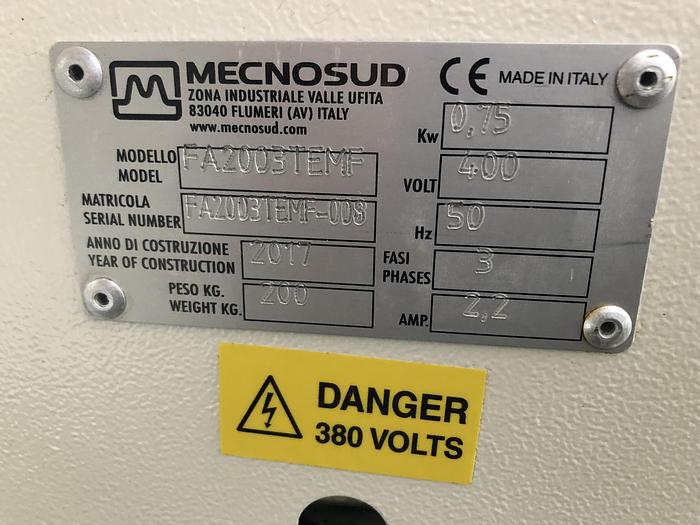 MECNOSUD
ZONA INDUSTRIALE VALLE UFITA
83040 FLUMERI (AV) ITALY
www.mecnosud.com
CE MADE IN ITALY
MODELLO
MODEL FA2003TEMF
MATRICOLA
SERIAL NUMBER FA2003TEMF-008
ANNO DI COSTRUZIONE
YEAR OF CONSTRUCTION 2017
PESO KG.
WEIGHT KG. 200
Kw 0,75
VOLT 400
Hz 50
FASI
PHASES 3
AMP. 2,2
DANGER
380 VOLTS